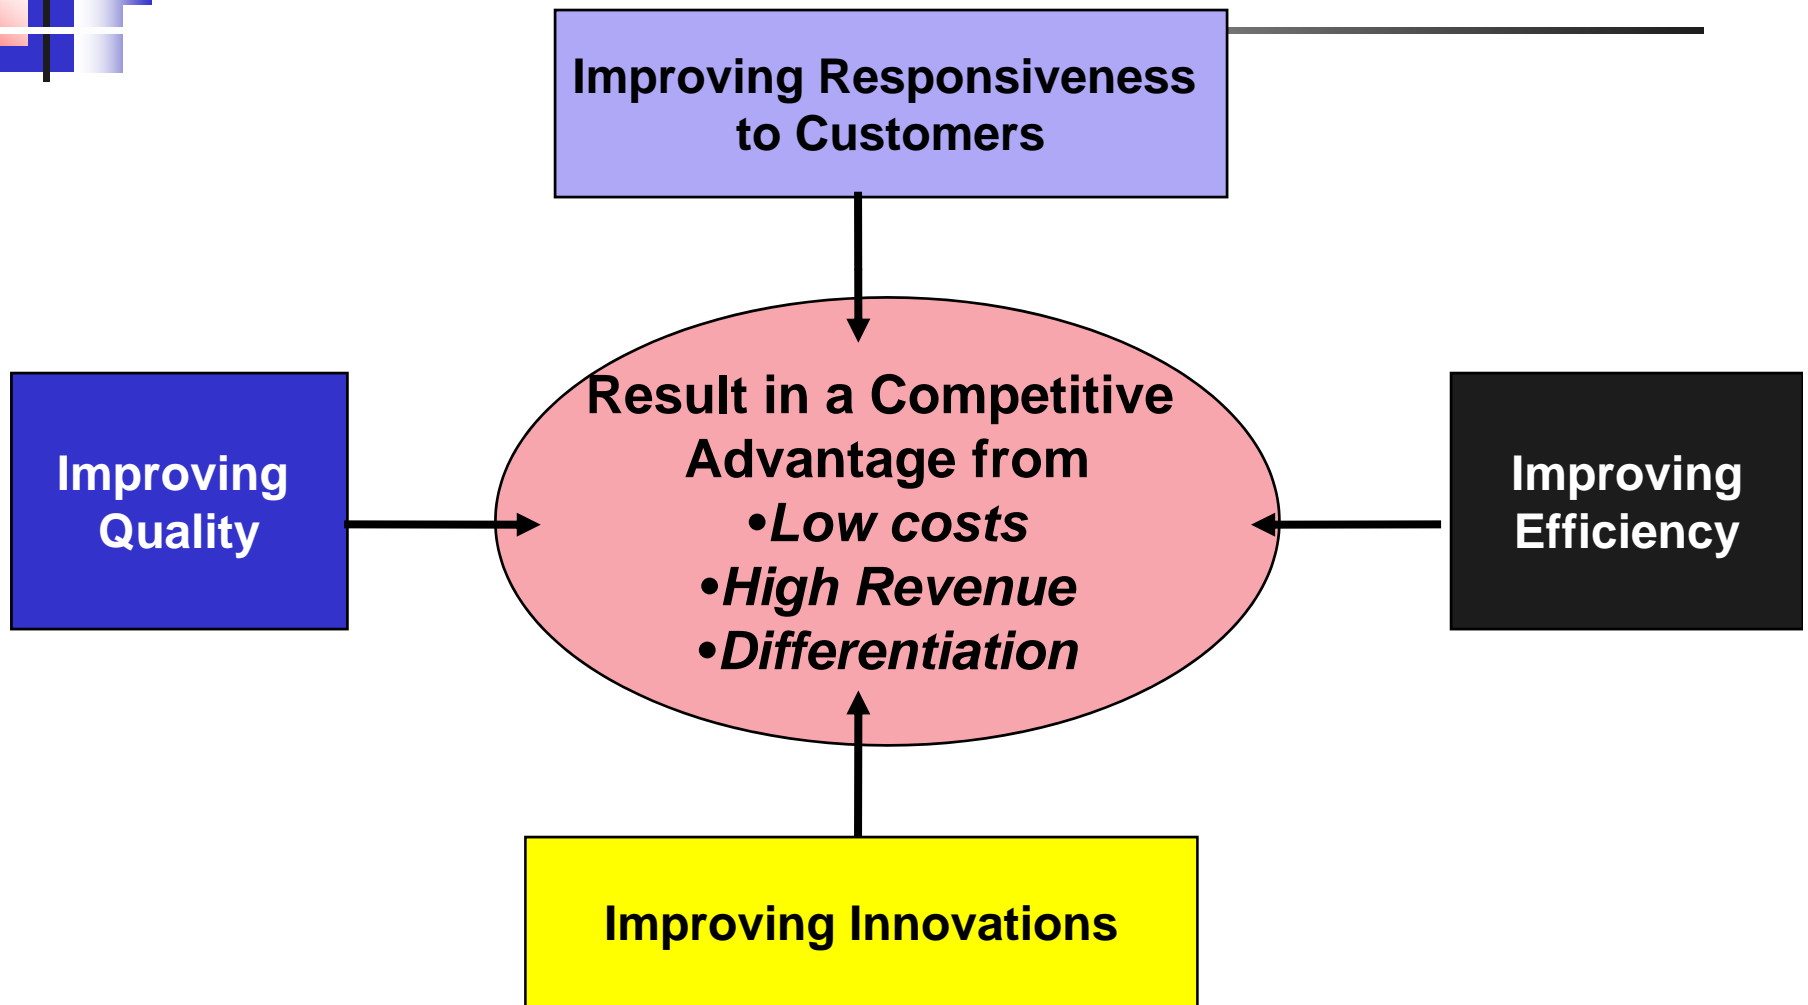 Improving Responsiveness
to Customers
Result in a Competitive
Advantage from
•Low costs
•High Revenue
•Differentiation
Improving
Quality
Improving
Efficiency
Improving Innovations